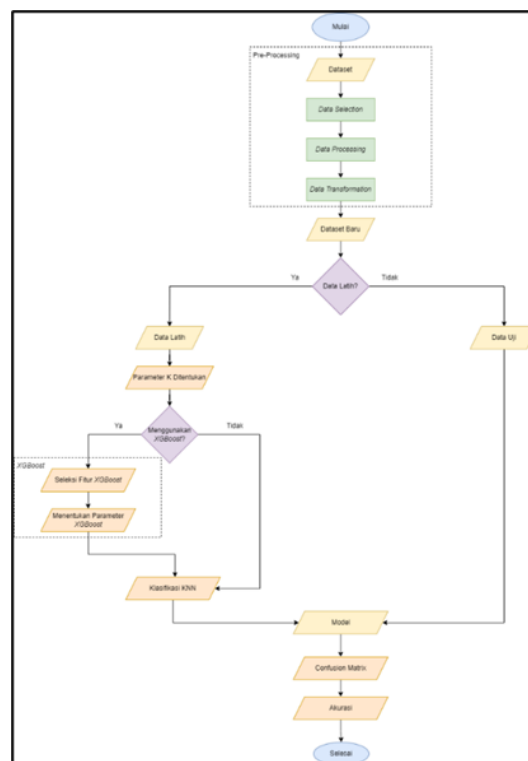 Mulai
Pre-Processing
Dataset
Data Selection
Data Processing
Data Transformation
Dataset Baru
Ya
Data Latih?
Tidak
Data Latih
Data Uji
Parameter K Ditentukan
Ya
Menggunakan
XGBoost?
Tidak
XGBoost
Seleksi Fitur XGBoost
Menentukan Parameter
XGBoost
Klasifikasi KNN
Model
Confusion Matrix
Akurasi
Selesai